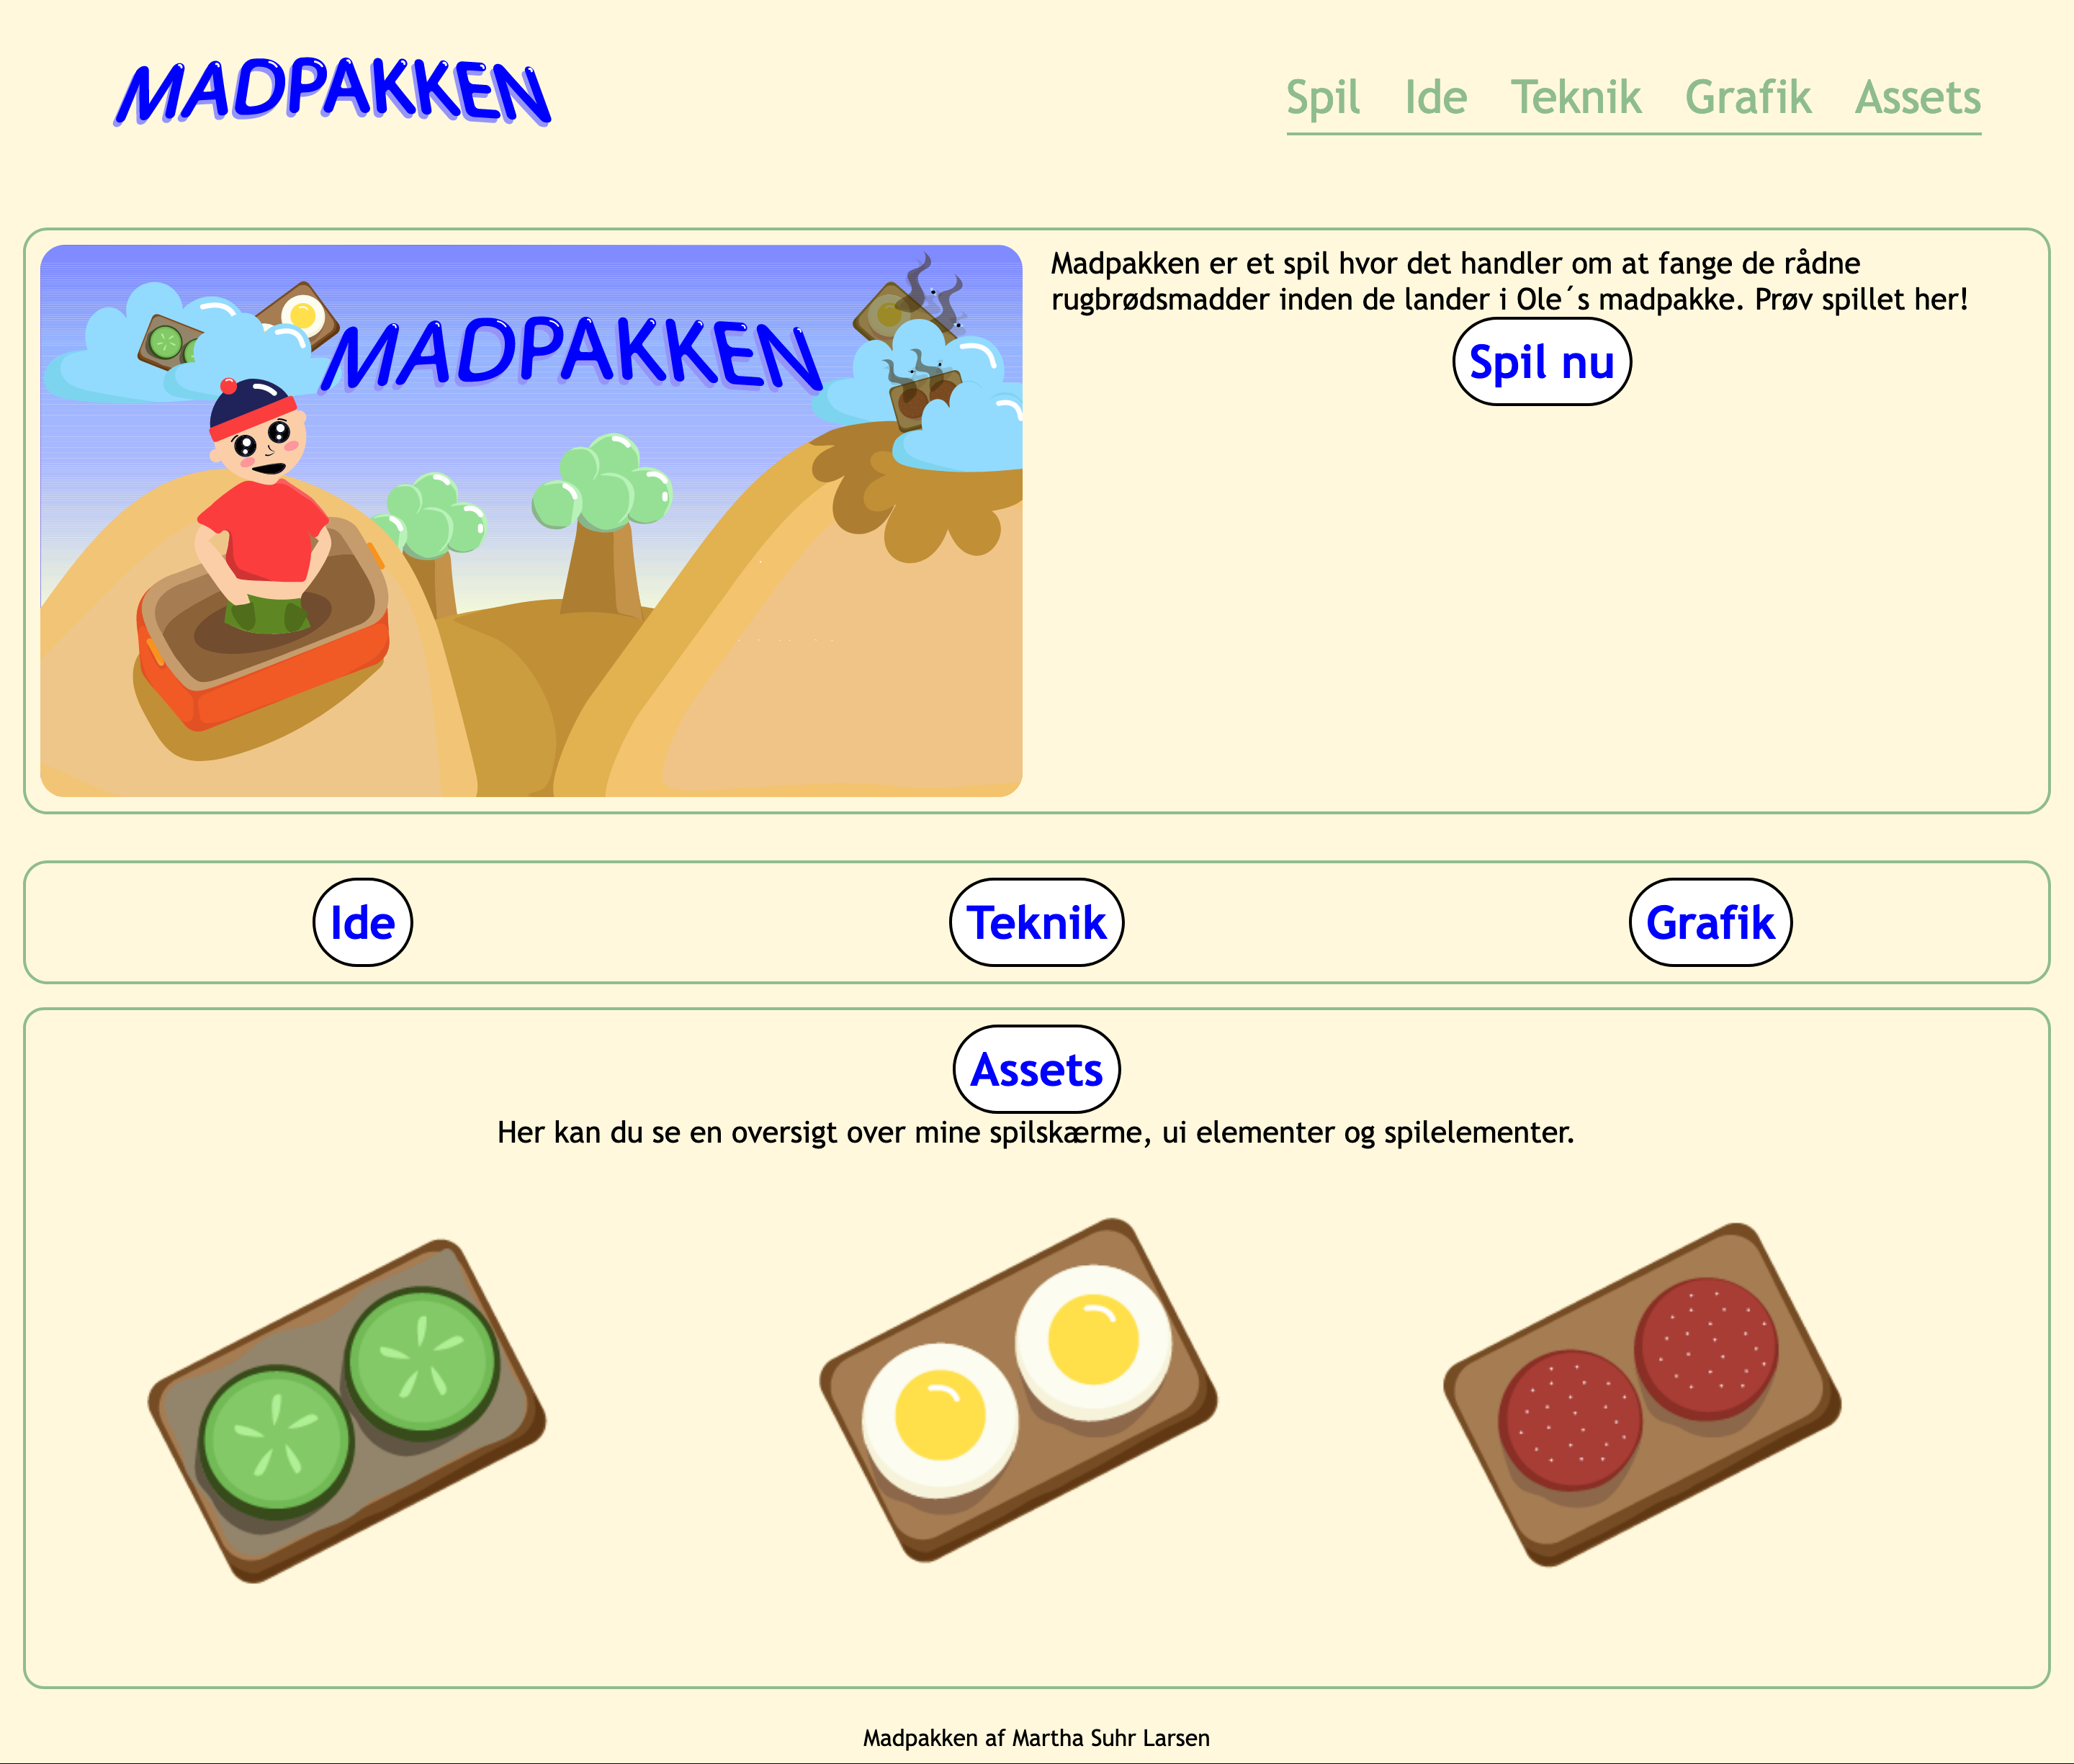 MADPAKKEN
Spil Ide Teknik Grafik Assets
MADPAKKEN
Madpakken er et spil hvor det handler om at fange de rådne
rugbrødsmadder inden de lander i Ole´s madpakke. Prøv spillet her!
Spil nu
Ide
Teknik
Grafik
Assets
Her kan du se en oversigt over mine spilskærme, ui elementer og spilelementer.
Madpakken af Martha Suhr Larsen